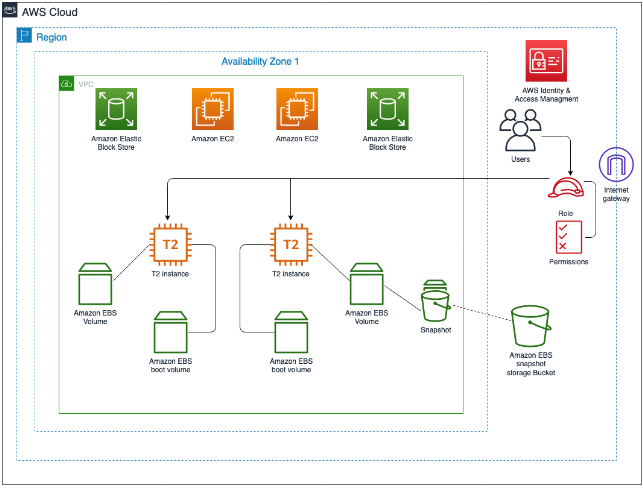 aws
AWS Cloud
Region
Availability Zone 1
VPC
AWS Identity &
Access Managment
Amazon Elastic
Block Store
Amazon EC2
Amazon EC2
Amazon Elastic
Block Store
Users
Internet
gateway
Role
Permissions
T2
T2 instance
T2
T2 instance
Amazon EBS
Volume
Amazon EBS
boot volume
Amazon EBS
boot volume
Amazon EBS
Volume
Snapshot
Amazon EBS
snapshot
storage Bucket